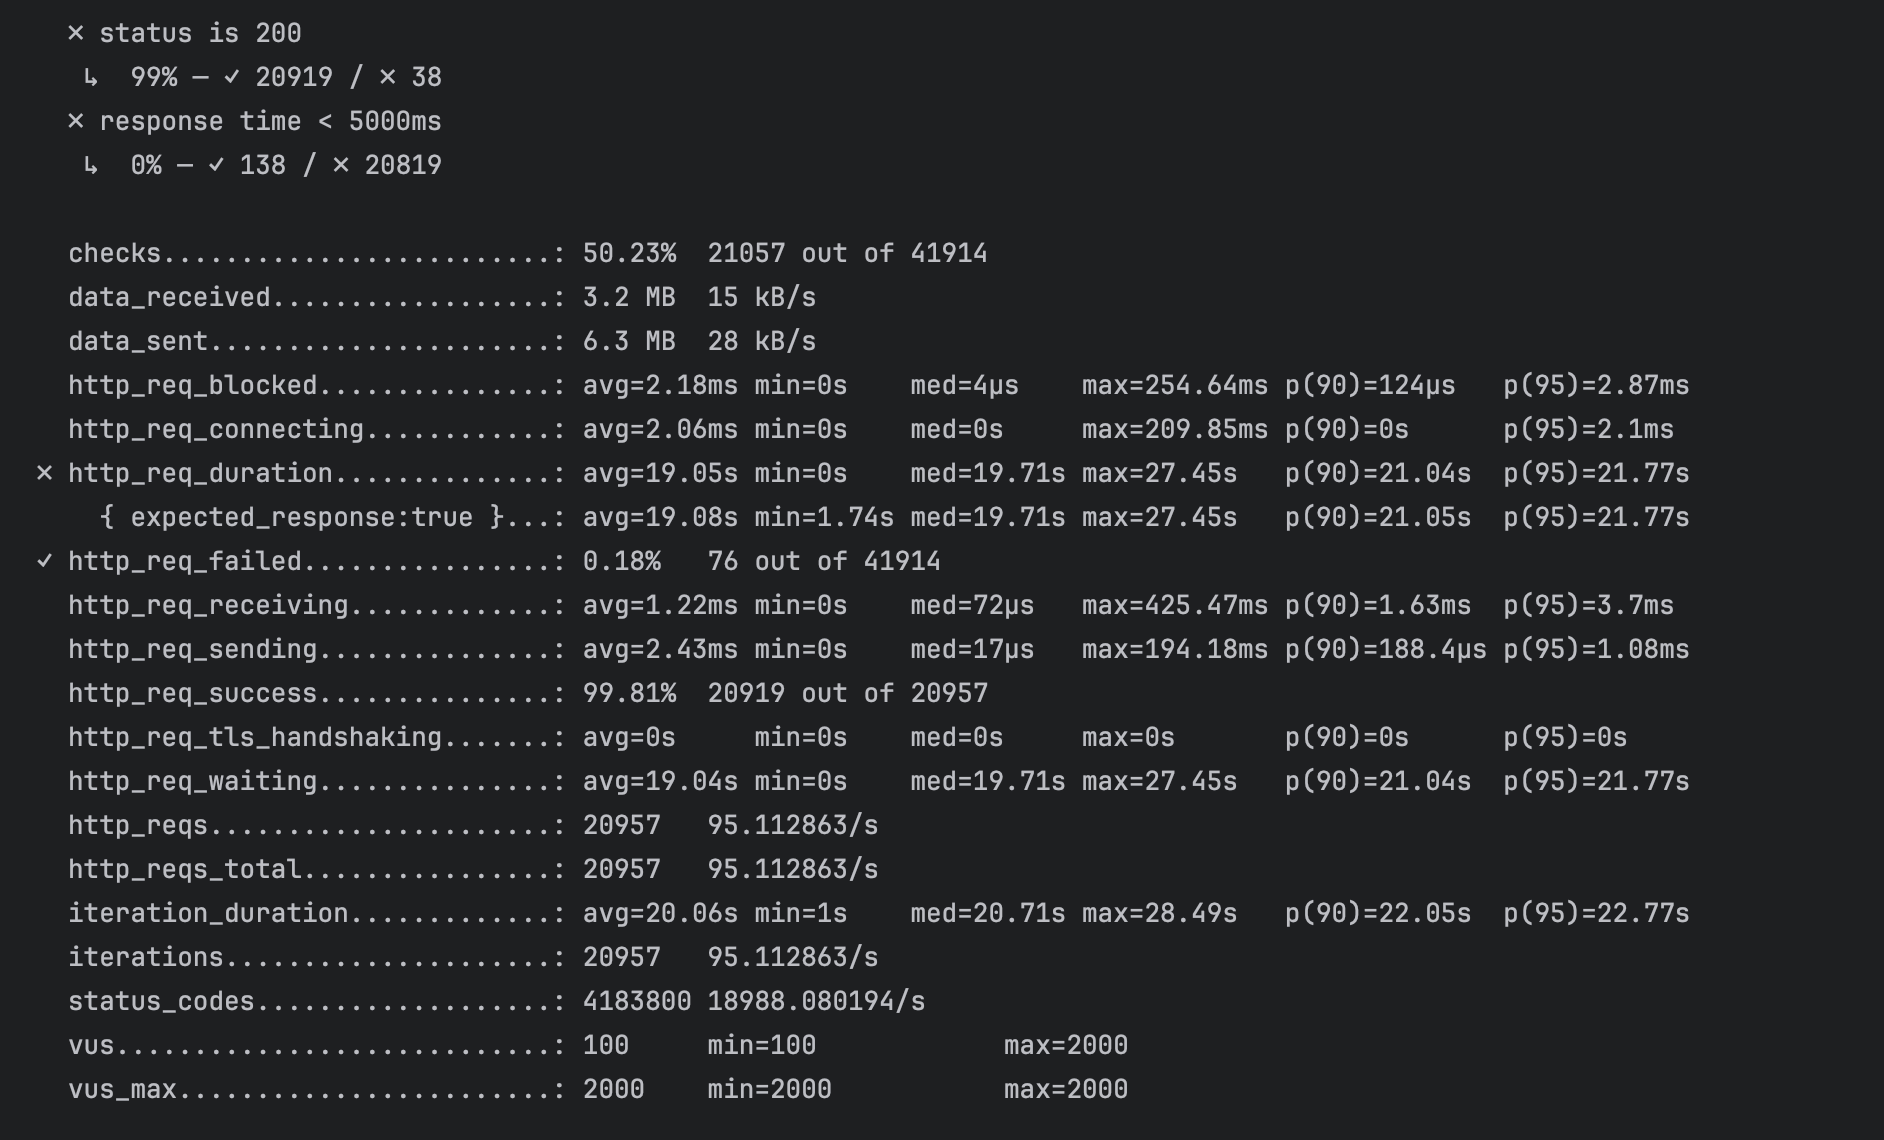 ✗ status is 200
↳  99% — ✓ 20919 / ✗ 38
✗ response time < 5000ms
↳  0% — ✓ 138 / ✗ 20819
checks.........................: 50.23%  21057 out of 41914
data_received..................: 3.2 MB  15 kB/s
data_sent......................: 6.3 MB  28 kB/s
http_req_blocked...............: avg=2.18ms min=0s    med=4µs    max=254.64ms p(90)=124µs   p(95)=2.87ms
http_req_connecting............: avg=2.06ms min=0s    med=0s     max=209.85ms p(90)=0s      p(95)=2.1ms
✗ http_req_duration..............: avg=19.05s min=0s    med=19.71s max=27.45s   p(90)=21.04s  p(95)=21.77s
{ expected_response:true }...: avg=19.08s min=1.74s med=19.71s max=27.45s   p(90)=21.05s  p(95)=21.77s
✓ http_req_failed................: 0.18%   76 out of 41914
http_req_receiving.............: avg=1.22ms min=0s    med=72µs   max=425.47ms p(90)=1.63ms  p(95)=3.7ms
http_req_sending...............: avg=2.43ms min=0s    med=17µs   max=194.18ms p(90)=188.4µs p(95)=1.08ms
http_req_success...............: 99.81%  20919 out of 20957
http_req_tls_handshaking.......: avg=0s     min=0s    med=0s     max=0s       p(90)=0s      p(95)=0s
http_req_waiting...............: avg=19.04s min=0s    med=19.71s max=27.45s   p(90)=21.04s  p(95)=21.77s
http_reqs......................: 20957   95.112863/s
http_reqs_total................: 20957   95.112863/s
iteration_duration.............: avg=20.06s min=1s    med=20.71s max=28.49s   p(90)=22.05s  p(95)=22.77s
iterations.....................: 20957   95.112863/s
status_codes...................: 4183800 18988.080194/s
vus............................: 100     min=100            max=2000
vus_max........................: 2000    min=2000           max=2000